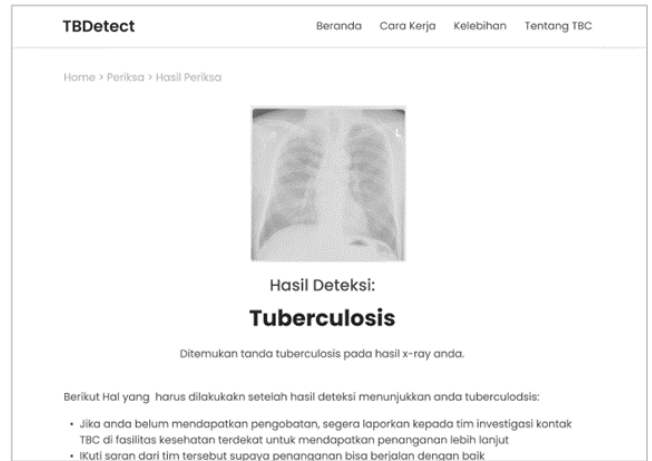 TBDetect
Beranda Cara Kerja Kelebihan Tentang TBC
Home > Periksa > Hasil Periksa
L
Hasil Deteksi:
Tuberculosis
Ditemukan tanda tuberculosis pada hasil x-ray anda.
Berikut Hal yang harus dilakukakn setelah hasil deteksi menunjukkan anda tuberculodsis:
• Jika anda belum mendapatkan pengobatan, segera laporkan kepada tim investigasi kontak
TBC di fasilitas kesehatan terdekat untuk mendapatkan penanganan lebih lanjut
• IKuti saran dari tim tersebut supaya penanganan bisa berjalan dengan baik